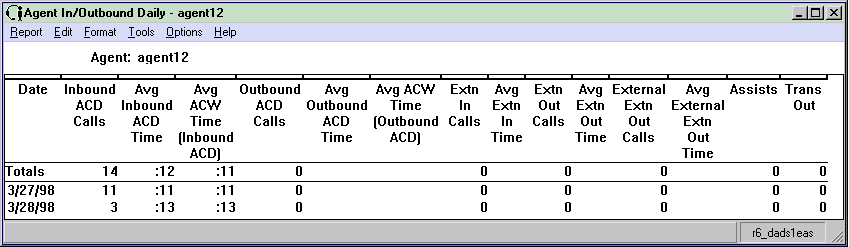 Agent In/Outbound Daily - agent12
Report Edit Format Tools Options Help
Agent: agent12
Date Inbound Avg Avg Outbound Avg Avg ACW Extn Avg Extn Avg External Avg Assists Trans
ACD Inbound ACW ACD Outbound Time In Extn Out Extn Extn External Out
Calls ACD Time Calls ACD (Outbound Calls In Calls Out Out Extn
Time (Inbound Time ACD) Time Time Calls Out
ACD) Time
Totals 14 :12 :11 0 0 0 0 0 0
3/27/98 11 :11 :11 0 0 0 0 0 0
3/28/98 3 :13 :13 0 0 0 0 0 0
r6_dads1eas